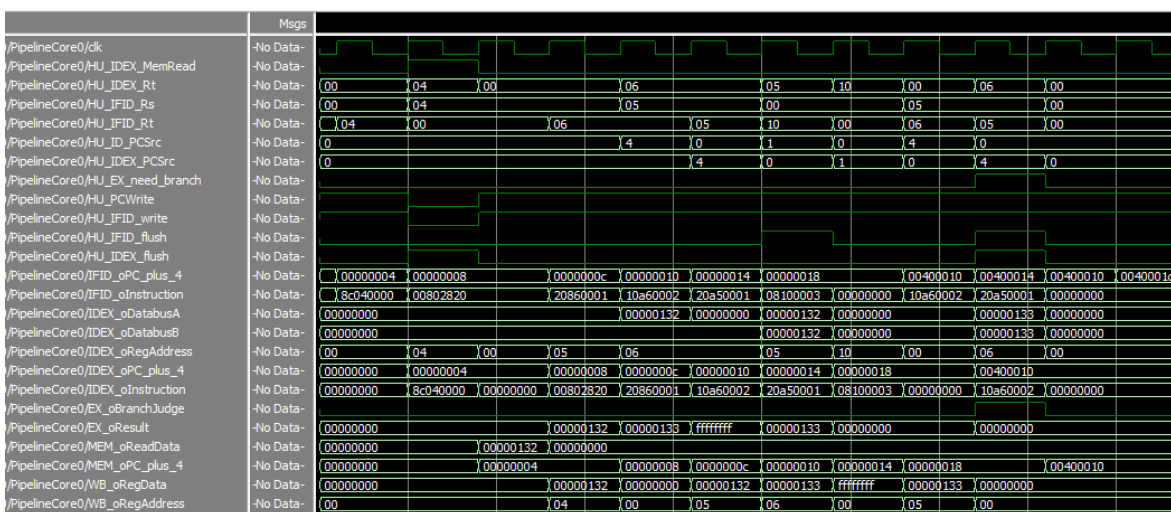 Msgs
/PipelineCore0/clk -No Data-
/PipelineCore0/HU_IDEX_MemRead -No Data-
/PipelineCore0/HU_IDEX_Rt -No Data- 00 04 00 06 05 10 00 06 00
/PipelineCore0/HU_IFID_Rs -No Data- 00 04 05 00 05 00
/PipelineCore0/HU_IFID_Rt -No Data- 04 00 06 05 10 00 06 05 00
/PipelineCore0/HU_ID_PCSrc -No Data- 0 4 0 1 0 4 0
/PipelineCore0/HU_IDEX_PCSrc -No Data- 0 4 0 1 0 4 0
/PipelineCore0/HU_EX_need_branch -No Data-
/PipelineCore0/HU_PCWrite -No Data-
/PipelineCore0/HU_IFID_write -No Data-
/PipelineCore0/HU_IFID_flush -No Data-
/PipelineCore0/HU_IDEX_flush -No Data-
/PipelineCore0/IFID_oPC_plus_4 -No Data- 00000004 00000008 0000000c 00000010 00000014 00000018 00400010 00400014 00400010 0040001c
/PipelineCore0/IFID_oInstruction -No Data- 8c040000 00802820 20860001 10a60002 20a50001 08100003 00000000 10a60002 20a50001 00000000
/PipelineCore0/IDEX_oDatabusA -No Data- 00000000 00000132 00000000 00000132 00000000 00000133 00000000
/PipelineCore0/IDEX_oDatabusB -No Data- 00000000 00000132 00000000 00000133 00000000
/PipelineCore0/IDEX_oRegAddress -No Data- 00 04 00 05 06 05 10 00 06 00
/PipelineCore0/IDEX_oPC_plus_4 -No Data- 00000000 00000004 00000008 0000000c 00000010 00000014 00000018 00400010
/PipelineCore0/IDEX_oInstruction -No Data- 00000000 8c040000 00000000 00802820 20860001 10a60002 20a50001 08100003 00000000 10a60002 00000000
/PipelineCore0/EX_oBranchJudge -No Data-
/PipelineCore0/EX_oResult -No Data- 00000000 00000132 00000133 ffffffff 00000133 00000000 00000000
/PipelineCore0/MEM_oReadData -No Data- 00000000 00000132 00000000
/PipelineCore0/MEM_oPC_plus_4 -No Data- 00000000 00000004 00000008 0000000c 00000010 00000014 00000018 00400010
/PipelineCore0/WB_oRegData -No Data- 00000000 00000132 00000000 00000132 00000133 ffffffff 00000133 00000000
/PipelineCore0/WB_oRegAddress -No Data- 00 04 00 05 06 00 05 00